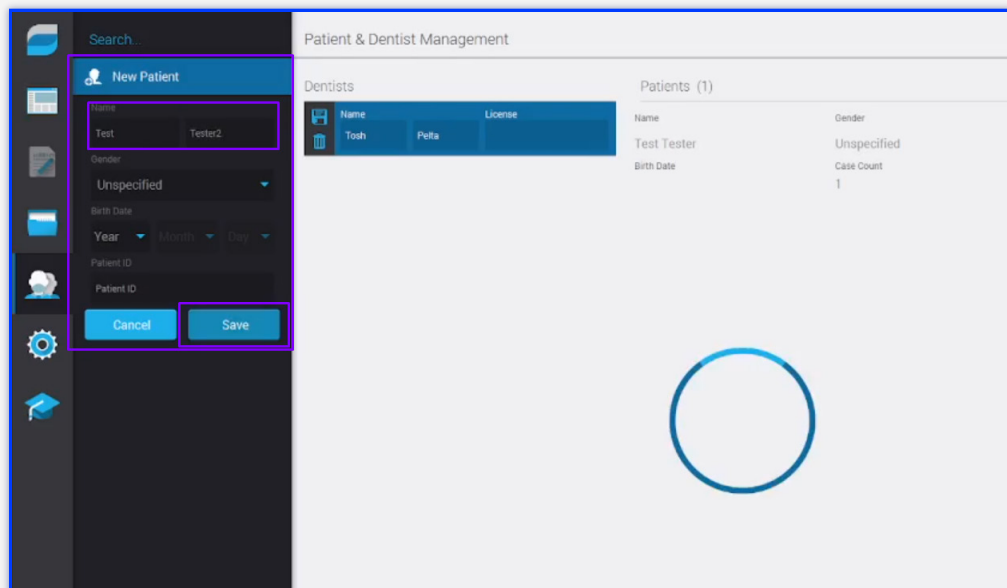 Search...
New Patient
Name
Test Tester2
Gender
Unspecified
Birth Date
Year Month Day
Patient ID
Patient ID
Cancel Save
Patient & Dentist Management
Dentists
Name License
Tosh Pelta
Patients (1)
Name Gender
Test Tester Unspecified
Birth Date Case Count
1